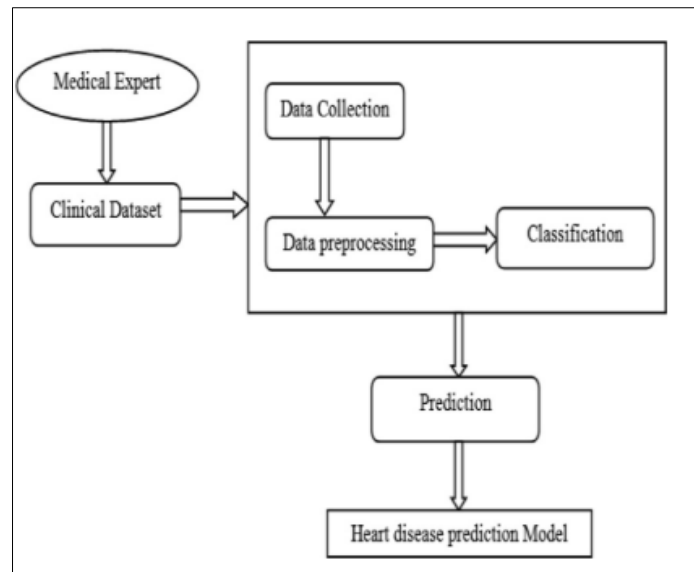 Medical Expert
Clinical Dataset
Data Collection
Data preprocessing
Classification
Prediction
Heart disease prediction Model